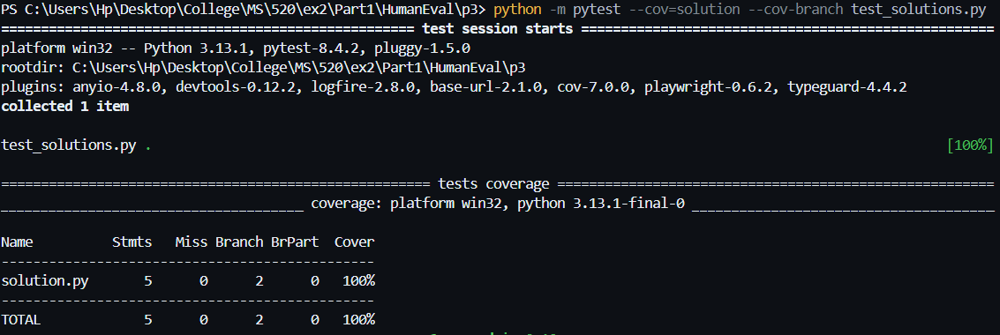 PS C:\Users\Hp\Desktop\College\MS\520\ex2\Part1\HumanEval\p3> python -m pytest --cov=solution --cov-branch test_solutions.py
==================================================== test session starts ====================================================
platform win32 -- Python 3.13.1, pytest-8.4.2, pluggy-1.5.0
rootdir: C:\Users\Hp\Desktop\College\MS\520\ex2\Part1\HumanEval\p3
plugins: anyio-4.8.0, devtools-0.12.2, logfire-2.8.0, base-url-2.1.0, cov-7.0.0, playwright-0.6.2, typeguard-4.4.2
collected 1 item
test_solutions.py . [100%]
====================================================== tests coverage =======================================================
______________________________________ coverage: platform win32, python 3.13.1-final-0 ______________________________________
Name Stmts Miss Branch BrPart Cover
-----------------------------------------------
solution.py 5 0 2 0 100%
-----------------------------------------------
TOTAL 5 0 2 0 100%